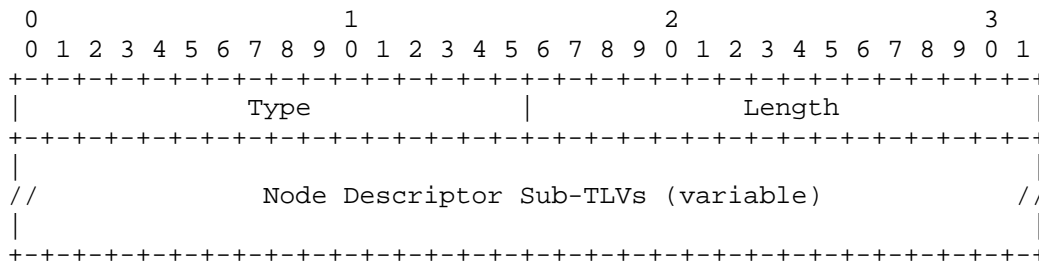 0                   1                   2                   3
 0 1 2 3 4 5 6 7 8 9 0 1 2 3 4 5 6 7 8 9 0 1 2 3 4 5 6 7 8 9 0 1
+-+-+-+-+-+-+-+-+-+-+-+-+-+-+-+-+-+-+-+-+-+-+-+-+-+-+-+-+-+-+-+-+
|              Type             |             Length            |
+-+-+-+-+-+-+-+-+-+-+-+-+-+-+-+-+-+-+-+-+-+-+-+-+-+-+-+-+-+-+-+-+
|                                                               |
//              Node Descriptor Sub-TLVs (variable)            //
|                                                               |
+-+-+-+-+-+-+-+-+-+-+-+-+-+-+-+-+-+-+-+-+-+-+-+-+-+-+-+-+-+-+-+-+